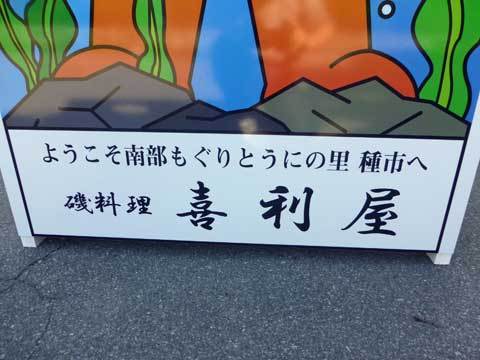 ようこそ南部もぐりとうにの里 種市へ
磯料理 喜利屋